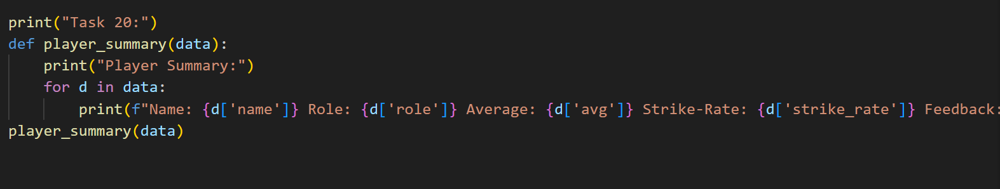 print("Task 20:")
def player_summary(data):
    print("Player Summary:")
    for d in data:
        print(f"Name: {d['name']} Role: {d['role']} Average: {d['avg']} Strike-Rate: {d['strike_rate']} Feedback:
player_summary(data)